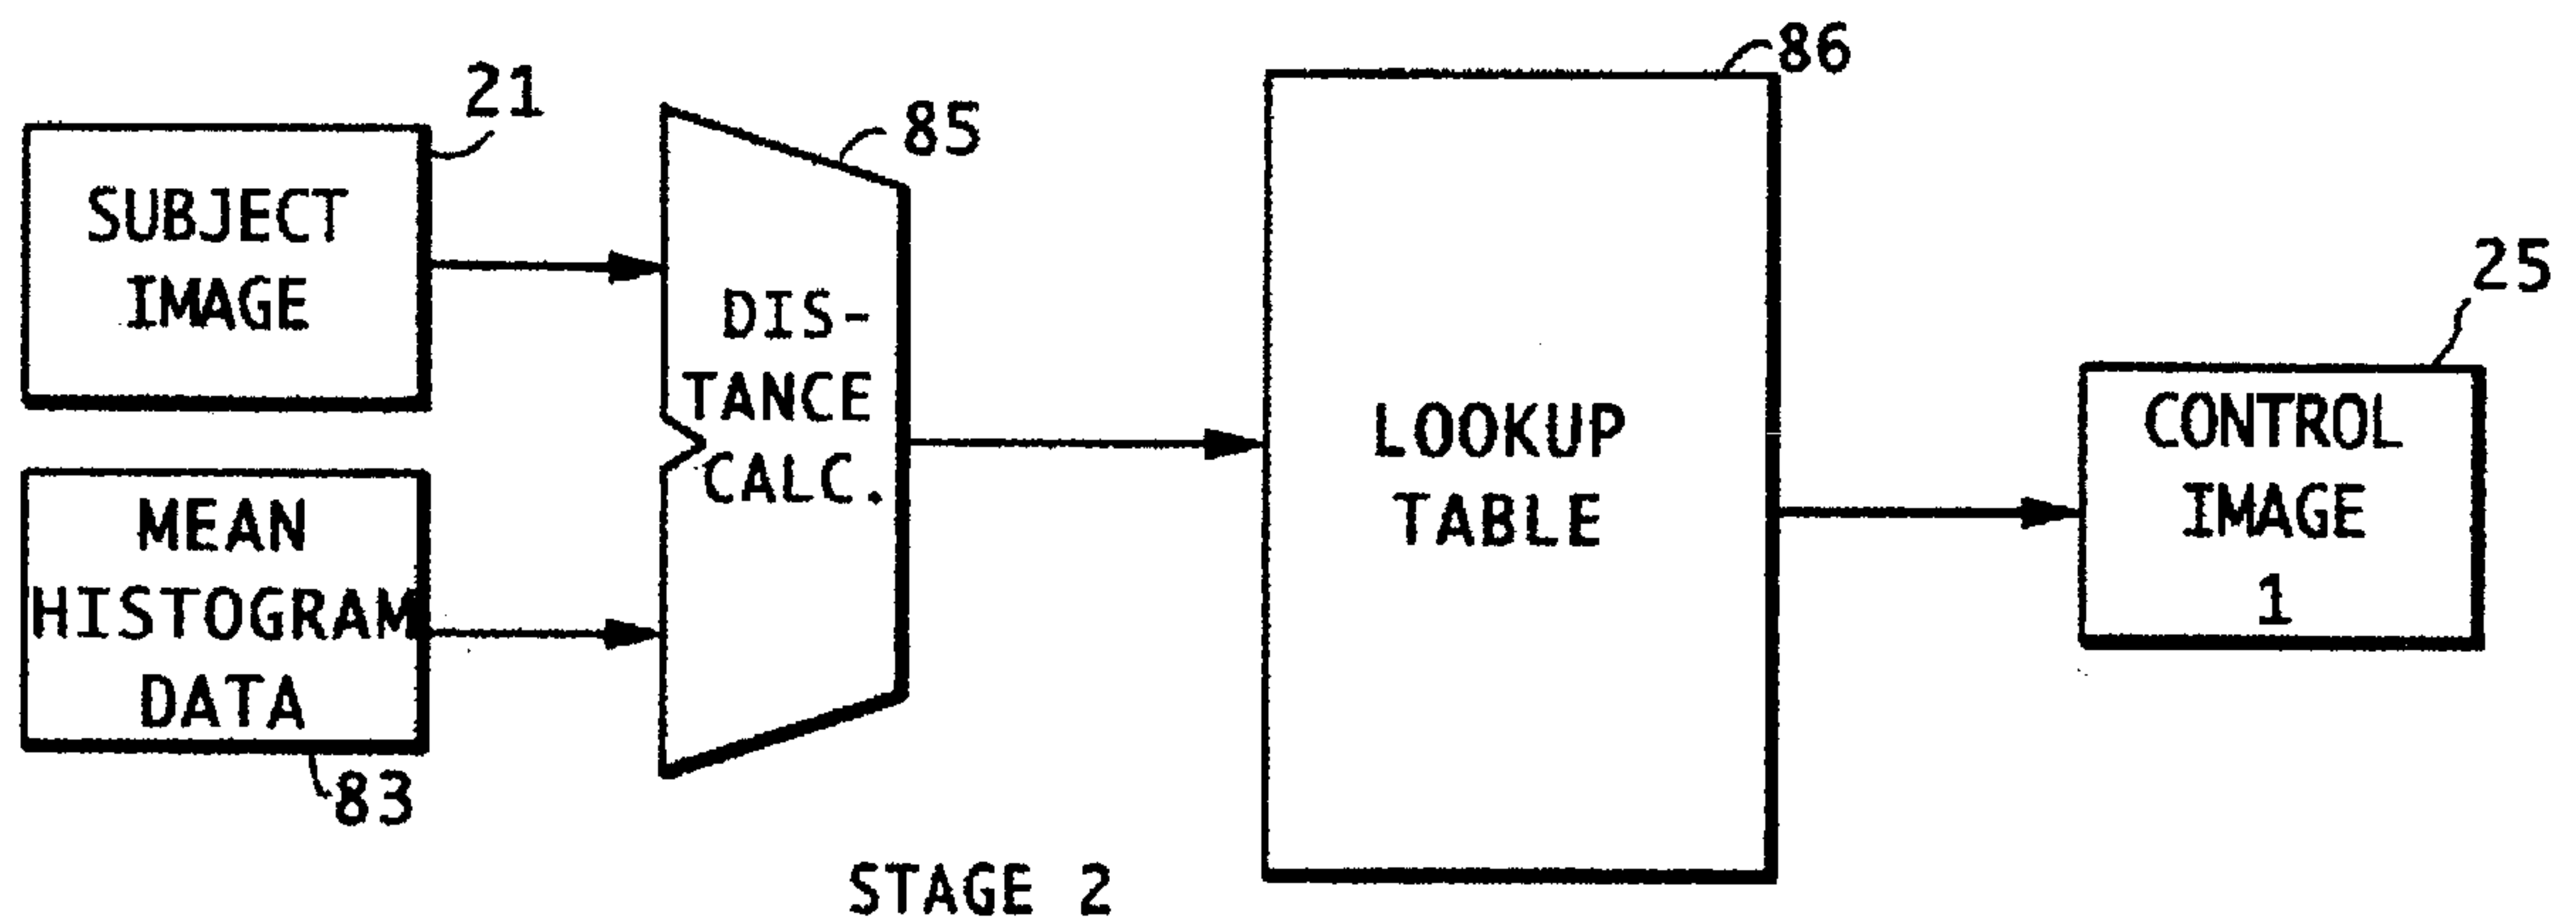 21
SUBJECT
IMAGE
MEAN
HISTOGRAM
DATA
83
85
DIS-
TANCE
CALC.
86
LOOKUP
TABLE
25
CONTROL
IMAGE
1
STAGE 2